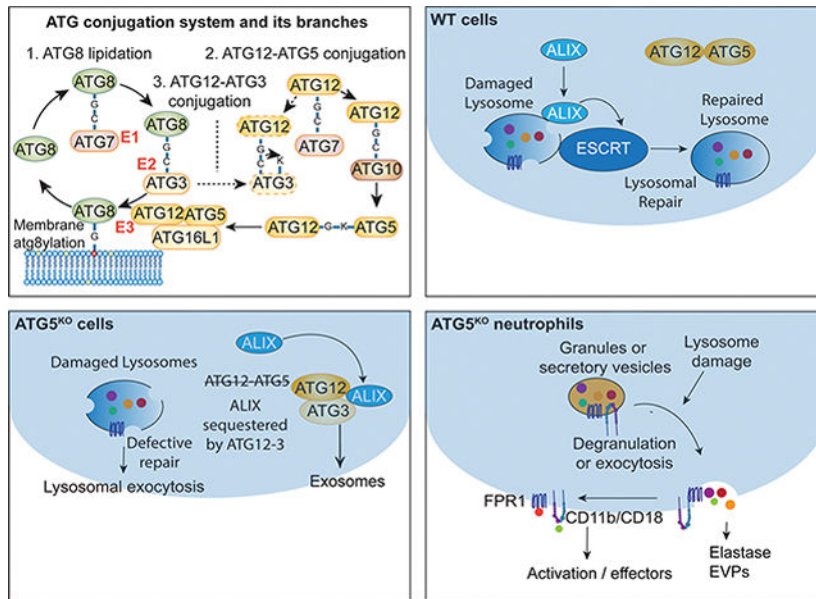 ATG conjugation system and its branches
1. ATG8 lipidation
2. ATG12-ATG5 conjugation
3. ATG12-ATG3
conjugation
ATG8
G
C
ATG7
E1
ATG8
ATG8
G
C
ATG3
E2
ATG8
G
Membrane
atg8ylation
E3
ATG12
ATG5
ATG16L1
ATG12
G
C
K
ATG3
ATG12
G
C
ATG7
ATG12
G
C
ATG10
ATG12
G
K
ATG5
WT cells
ALIX
ATG12
ATG5
Damaged
Lysosome
ALIX
ESCRT
Repaired
Lysosome
Lysosomal
Repair
ATG5KO cells
Damaged Lysosomes
Defective
repair
Lysosomal exocytosis
ALIX
ATG12-ATG5
ATG12
ALIX
ATG3
ALIX
sequestered
by ATG12-3
Exosomes
ATG5KO neutrophils
Granules or
secretory vesicles
Lysosome
damage
Degranulation
or exocytosis
FPR1
CD11b/CD18
Activation / effectors
Elastase
EVPs